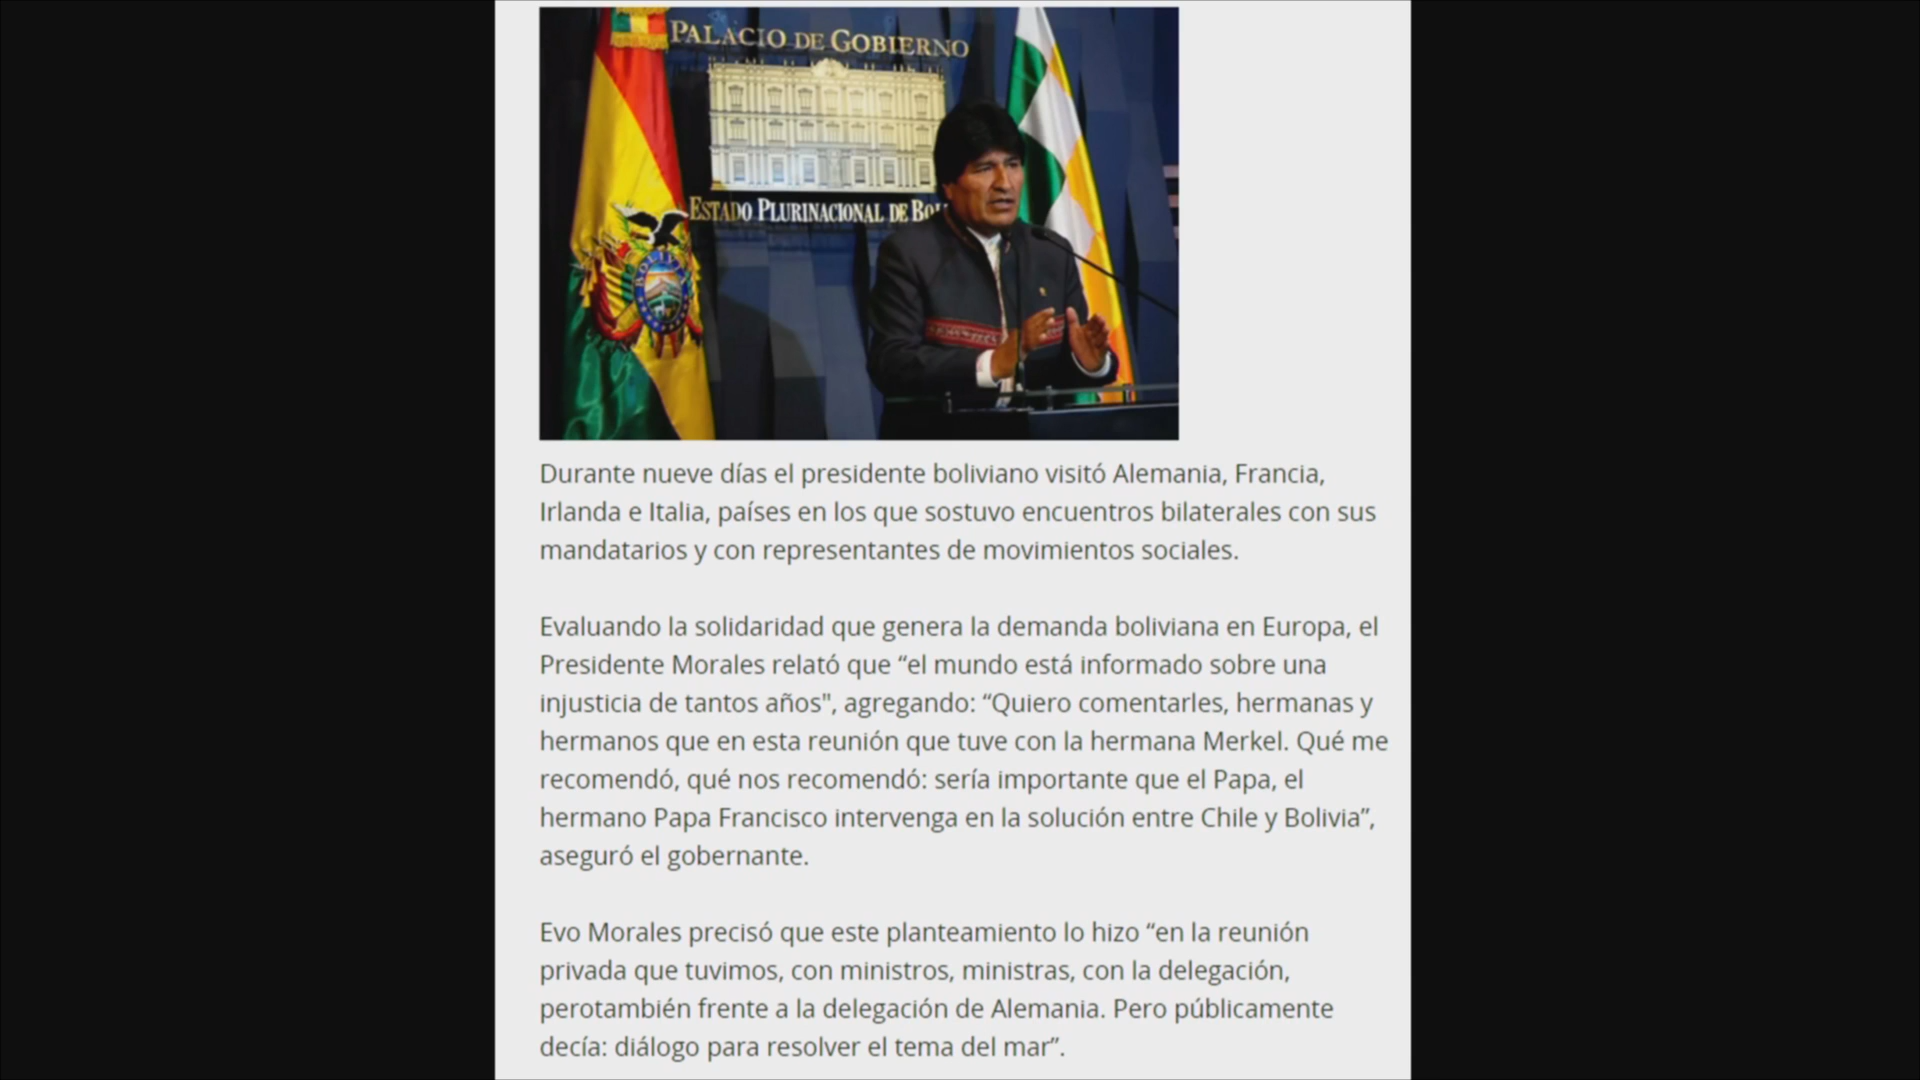 PALACIO DE GOBIERNO
ESTADO PLURINACIONAL DE
BOLIVIA
Durante nueve días el presidente boliviano visitó Alemania, Francia,
Irlanda e Italia, países en los que sostuvo encuentros bilaterales con sus
mandatarios y con representantes de movimientos sociales.
Evaluando la solidaridad que genera la demanda boliviana en Europa, el
Presidente Morales relató que “el mundo está informado sobre una
injusticia de tantos años", agregando: “Quiero comentarles, hermanas y
hermanos que en esta reunión que tuve con la hermana Merkel. Qué me
recomendó, qué nos recomendó: sería importante que el Papa, el
hermano Papa Francisco intervenga en la solución entre Chile y Bolivia”,
aseguró el gobernante.
Evo Morales precisó que este planteamiento lo hizo “en la reunión
privada que tuvimos, con ministros, ministras, con la delegación,
perotambién frente a la delegación de Alemania. Pero públicamente
decía: diálogo para resolver el tema del mar”.